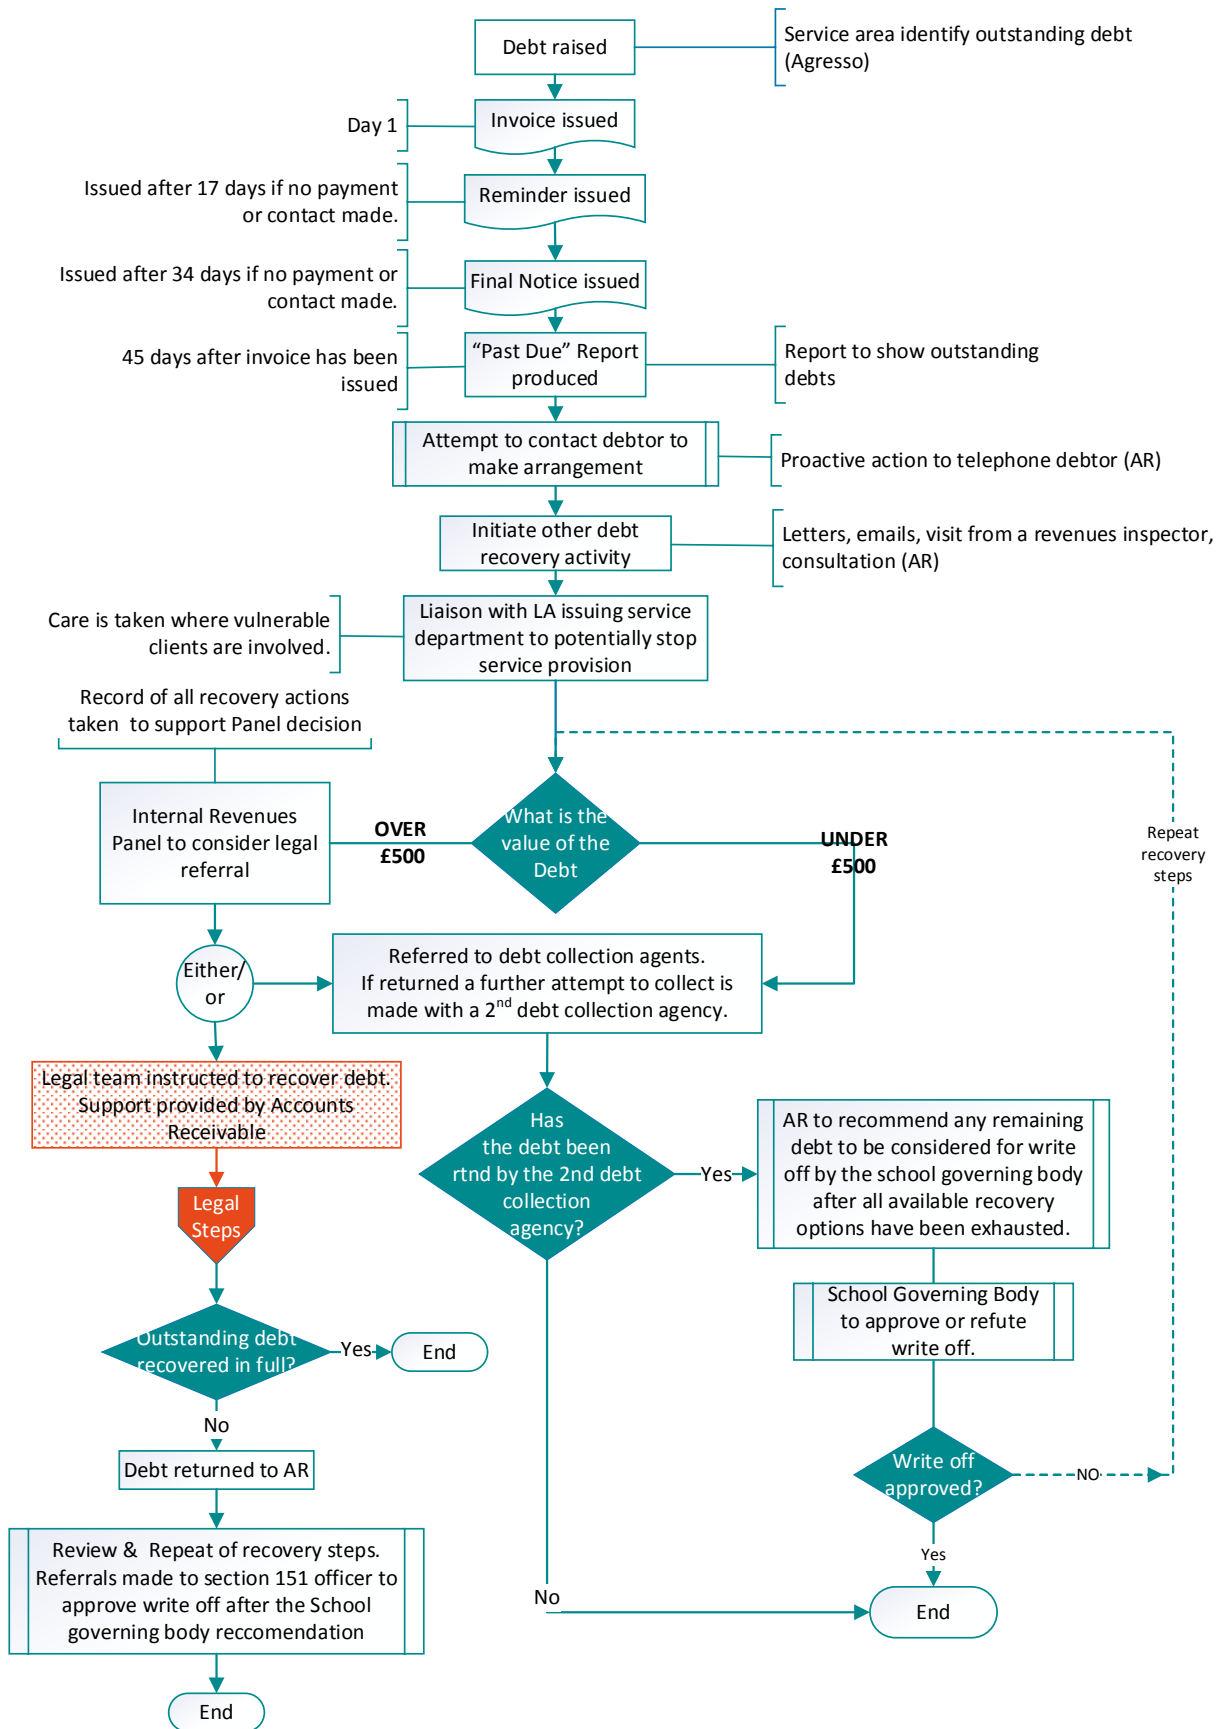 Debt raised
Service area identify outstanding debt
(Agresso)
Day 1
Invoice issued
Issued after 17 days if no payment
or contact made.
Reminder issued
Issued after 34 days if no payment or
contact made.
Final Notice issued
45 days after invoice has been
issued
“Past Due” Report
produced
Report to show outstanding
debts
Attempt to contact debtor to
make arrangement
Proactive action to telephone debtor (AR)
Initiate other debt
recovery activity
Letters, emails, visit from a revenues inspector,
consultation (AR)
Care is taken where vulnerable
clients are involved.
Liaison with LA issuing service
department to potentially stop
service provision
Record of all recovery actions
taken  to support Panel decision
Internal Revenues
Panel to consider legal
referral
OVER
£500
What is the
value of the
Debt
UNDER
£500
Repeat
recovery
steps
Either/
or
Referred to debt collection agents.
If returned a further attempt to collect is
made with a 2nd debt collection agency.
Legal team instructed to recover debt.
Support provided by Accounts
Receivable
Legal
Steps
Has
the debt been
rtnd by the 2nd debt
collection
agency?
Yes
AR to recommend any remaining
debt to be considered for write
off by the school governing body
after all available recovery
options have been exhausted.
School Governing Body
to approve or refute
write off.
Outstanding debt
recovered in full?
Yes
End
No
Debt returned to AR
Write off
approved?
NO
Yes
Review &  Repeat of recovery steps.
Referrals made to section 151 officer to
approve write off after the School
governing body reccomendation
No
End
End